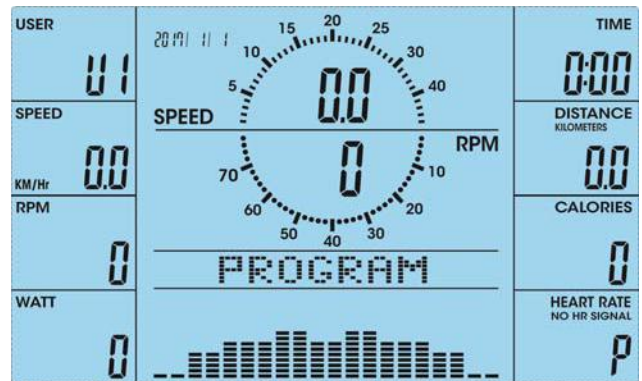 USER
U1
SPEED
KM/Hr 0.0
RPM
0
WATT
0
2017/ 1/ 1
5 10 15 20 25 30 40
SPEED 0.0
RPM
0
70 60 50 40 30 20 10
PROGRAM
TIME
0:00
DISTANCE
KILOMETERS
0.0
CALORIES
0
HEART RATE
NO HR SIGNAL
P